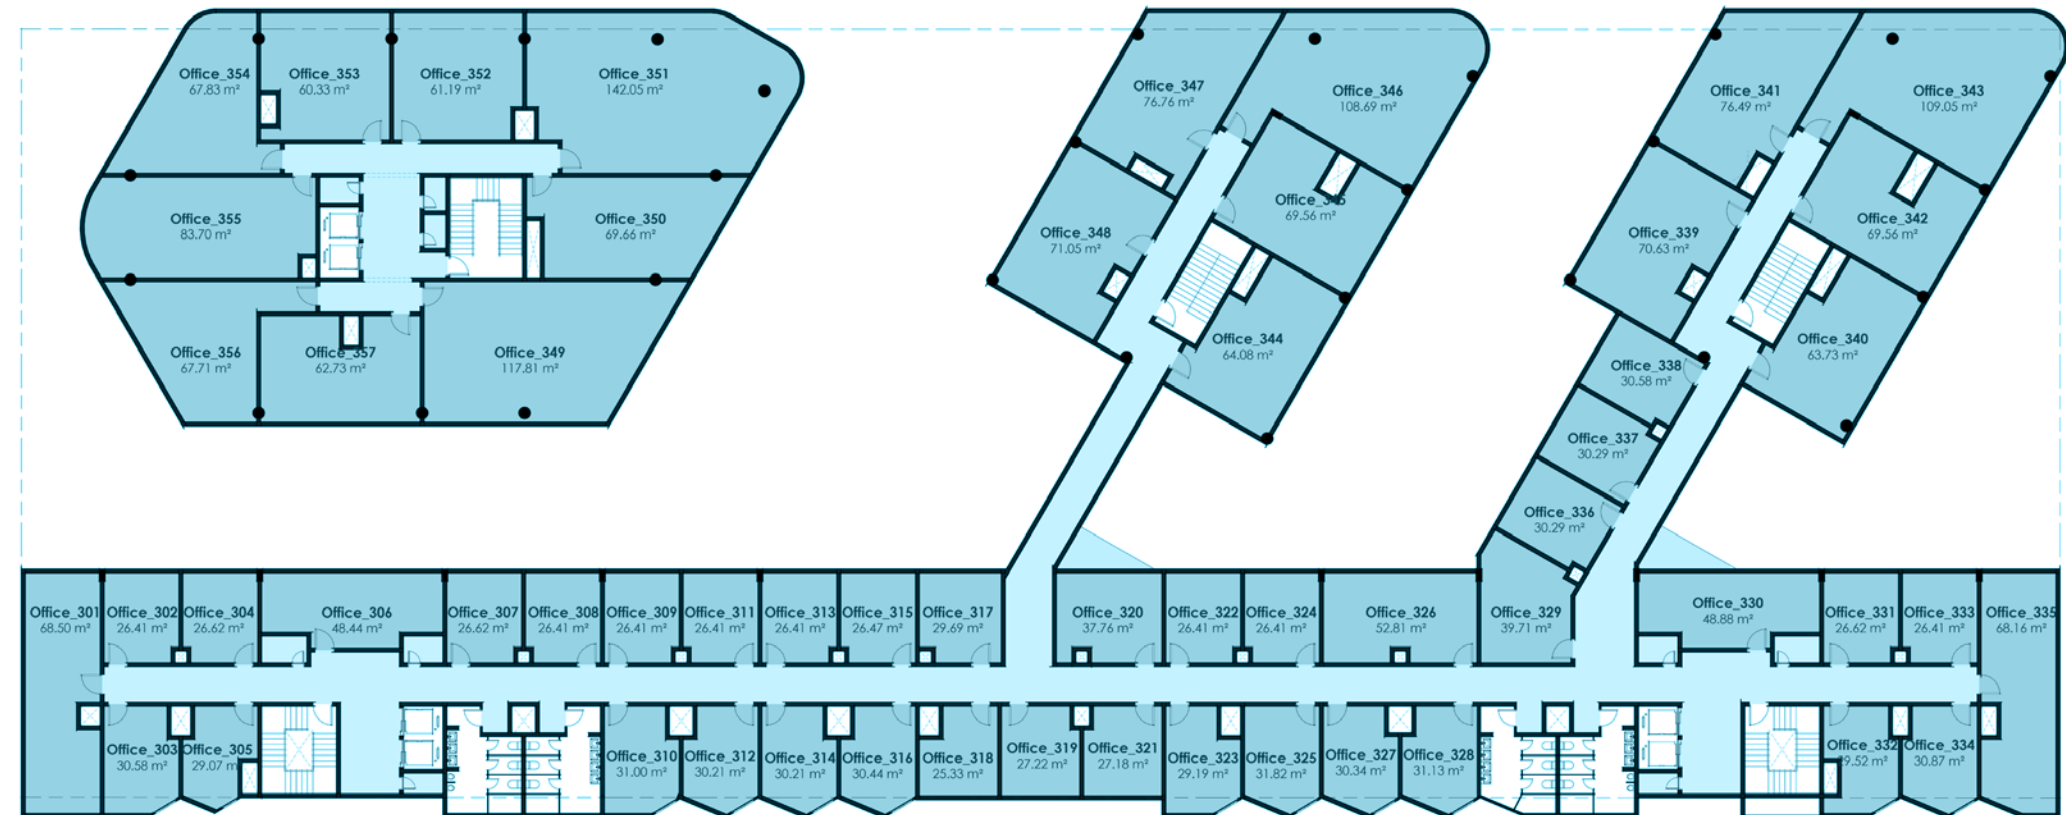 Office_354
67.83 m²
Office_353
60.33 m²
Office_352
61.19 m²
Office_351
142.05 m²
Office_355
83.70 m²
Office_350
69.66 m²
Office_356
67.71 m²
Office_357
62.73 m²
Office_349
117.81 m²
Office_347
76.76 m²
Office_346
108.69 m²
Office_348
71.05 m²
Office_345
69.56 m²
Office_344
64.08 m²
Office_341
76.49 m²
Office_343
109.05 m²
Office_339
70.63 m²
Office_342
69.56 m²
Office_338
30.58 m²
Office_340
63.73 m²
Office_337
30.29 m²
Office_336
30.29 m²
Office_301
68.50 m²
Office_302
26.41 m²
Office_304
26.62 m²
Office_306
48.44 m²
Office_307
26.62 m²
Office_308
26.41 m²
Office_309
26.41 m²
Office_311
26.41 m²
Office_313
26.41 m²
Office_315
26.47 m²
Office_317
29.69 m²
Office_320
37.76 m²
Office_322
26.41 m²
Office_324
26.41 m²
Office_326
52.81 m²
Office_329
39.71 m²
Office_330
48.88 m²
Office_331
26.62 m²
Office_333
26.41 m²
Office_335
68.16 m²
Office_303
30.58 m²
Office_305
29.07 m
Office_310
31.00 m²
Office_312
30.21 m²
Office_314
30.21 m²
Office_316
30.44 m²
Office_318
25.33 m²
Office_319
27.22 m²
Office_321
27.18 m²
Office_323
29.19 m²
Office_325
31.82 m²
Office_327
30.34 m²
Office_328
31.13 m²
Office_332
29.52 m²
Office_334
30.87 m²